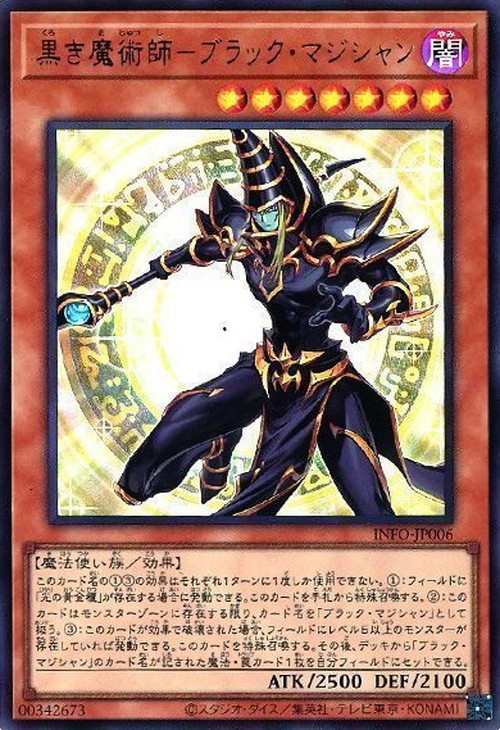 黒き魔術師－ブラック・マジシャン
闇
INFO-JP006
【魔法使い族／効果】
このカード名の①③の効果はそれぞれ1ターンに1度しか使用できない。①：フィールドに
「光の黄金櫃」が存在する場合に発動できる。このカードを手札から特殊召喚する。②：この
カードはモンスターゾーンに存在する限り、カード名を「ブラック・マジシャン」として
扱う。③：このカードが効果で破壊された場合、フィールドにレベル6以上のモンスターが
存在していれば発動できる。このカードを特殊召喚する。その後、デッキから「ブラック・
マジシャン」のカード名が記された魔法・罠カード1枚を自分フィールドにセットできる。
ATK/2500 DEF/2100
00342673
©スタジオ・ダイス／集英社・テレビ東京・KONAMI